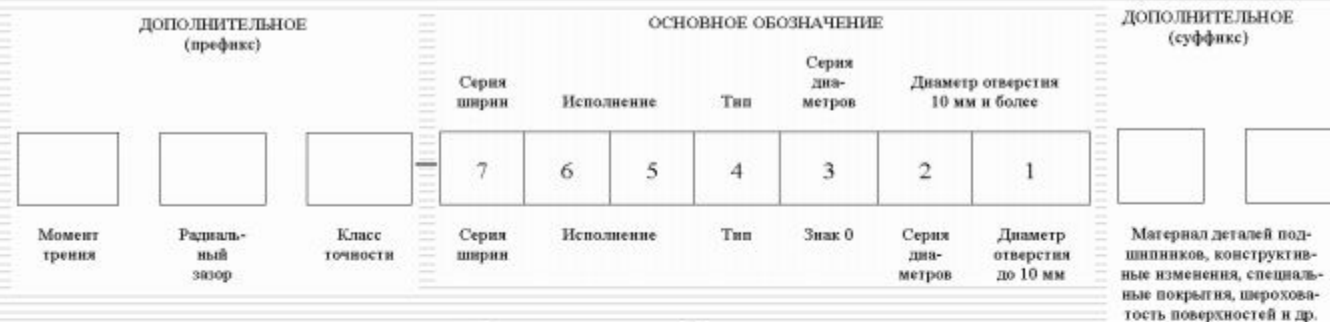 ДОПОЛНИТЕЛЬНОЕ
(префикс)
ОСНОВНОЕ ОБОЗНАЧЕНИЕ
ДОПОЛНИТЕЛЬНОЕ
(суффикс)
Серия
ширин
Исполнение
Тип
Серия
диа-
метров
Диаметр отверстия
10 мм и более
–
7
6
5
4
3
2
1
Момент
трения
Радиаль-
ный
зазор
Класс
точности
Серия
ширин
Исполнение
Тип
Знак 0
Серия
диа-
метров
Диаметр
отверстия
до 10 мм
Материал деталей под-
шипников, конструктив-
ные изменения, специаль-
ные покрытия, шерохова-
тость поверхностей и др.